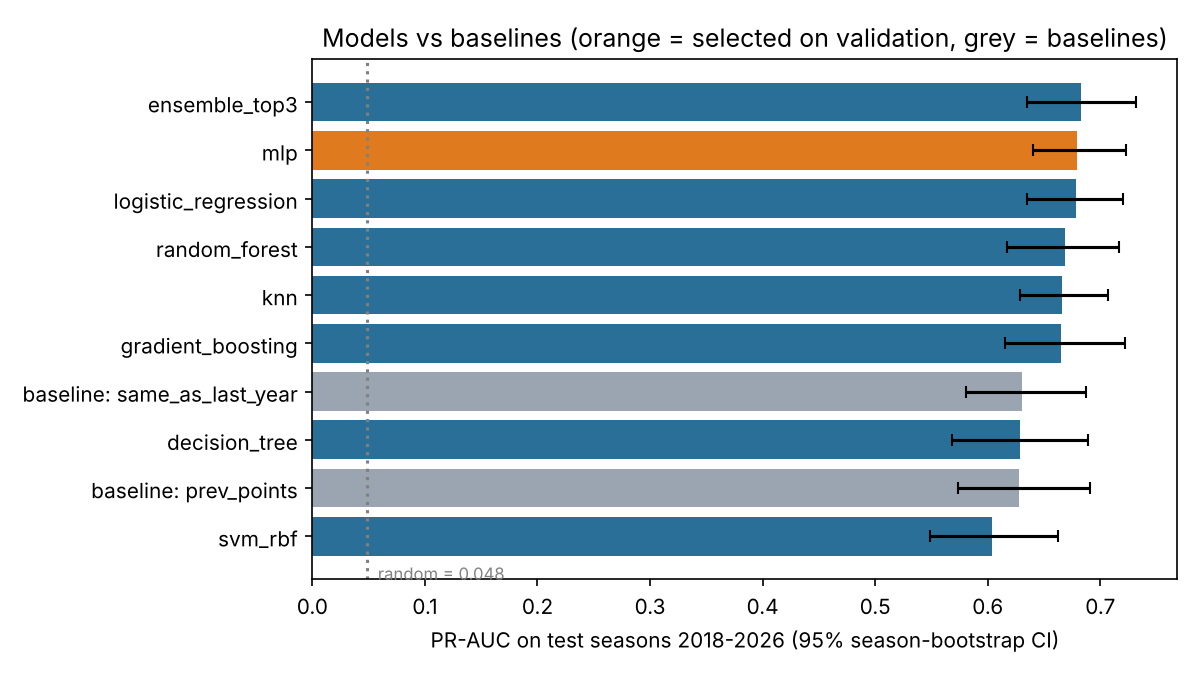 Models vs baselines (orange = selected on validation, grey = baselines)
ensemble_top3
mlp
logistic_regression
random_forest
knn
gradient_boosting
baseline: same_as_last_year
decision_tree
baseline: prev_points
svm_rbf
random = 0.048
0.0 0.1 0.2 0.3 0.4 0.5 0.6 0.7
PR-AUC on test seasons 2018-2026 (95% season-bootstrap CI)